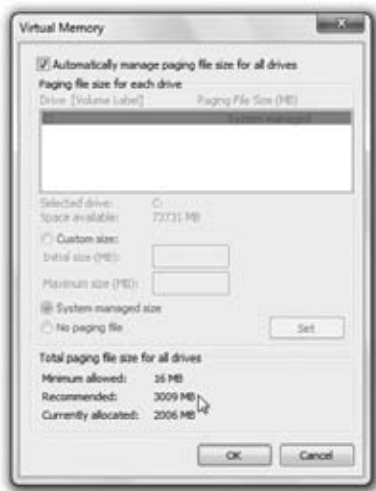 Virtual Memory
Automatically manage paging file size for all drives
Paging file size for each drive
Drive [Volume Label] Paging File Size (MB)
C: System managed
Selected drive: C:
Space available: 73731 MB
Custom size:
Initial size (MB):
Maximum size (MB):
System managed size
No paging file Set
Total paging file size for all drives
Minimum allowed: 16 MB
Recommended: 3009 MB
Currently allocated: 2006 MB
OK Cancel